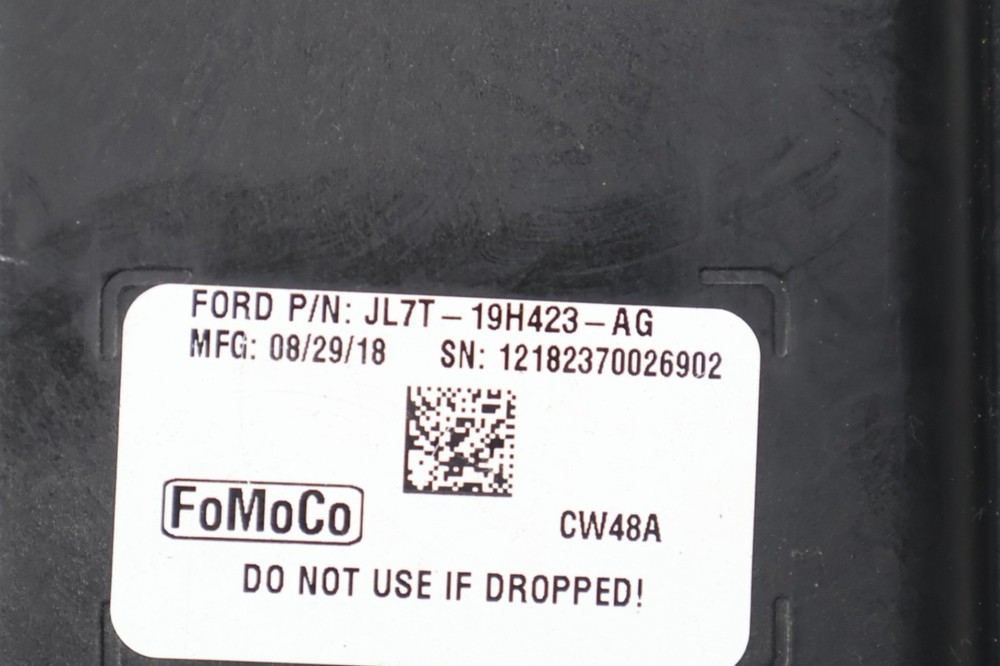 FORD P/N: JL7T-19H423-AG
MFG: 08/29/18 SN: 12182370026902
FoMoCo
CW48A
DO NOT USE IF DROPPED!